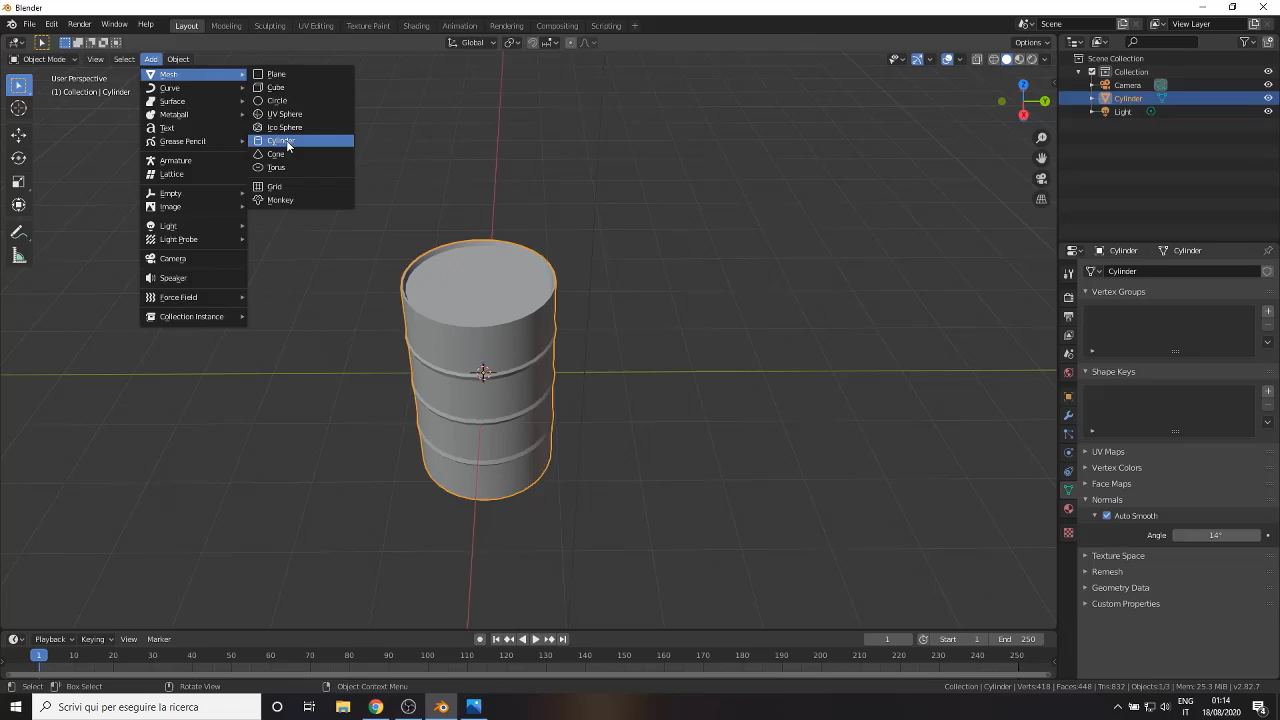 Blender
File Edit Render Window Help Layout Modeling Sculpting UV Editing Texture Paint Shading Animation Rendering Compositing Scripting + Scene View Layer
Global Options
Object Mode View Select Add Object
User Perspective
(1) Collection | Cylinder
Mesh
Curve
Surface
Metaball
Text
Grease Pencil
Armature
Lattice
Empty
Image
Light
Light Probe
Camera
Speaker
Force Field
Collection Instance
Plane
Cube
Circle
UV Sphere
Ico Sphere
Cylinder
Cone
Torus
Grid
Monkey
Z
Y
X
Scene Collection
Collection
Camera
Cylinder
Light
Cylinder Cylinder
Cylinder
Vertex Groups
Shape Keys
UV Maps
Vertex Colors
Face Maps
Normals
Auto Smooth
Angle 14°
Texture Space
Remesh
Geometry Data
Custom Properties
Playback Keying View Marker 1 Start 1 End 250
1 10 20 30 40 50 60 70 80 90 100 110 120 130 140 150 160 170 180 190 200 210 220 230 240 250
Select Box Select Rotate View Object Context Menu Collection | Cylinder | Verts:418 | Faces:448 | Tris:832 | Objects:1/3 | Mem: 25.3 MiB | v2.82.7
Scrivi qui per eseguire la ricerca
ENG 01:14
IT 18/08/2020